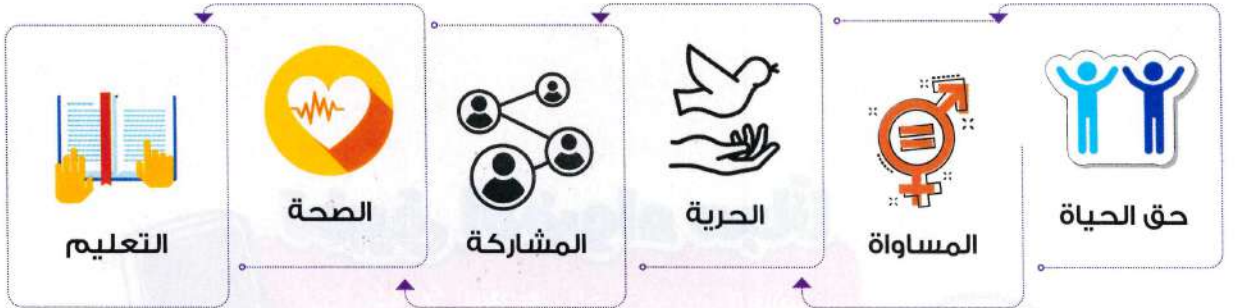 حق الحياة
المساواة
الحرية
المشاركة
الصحة
التعليم